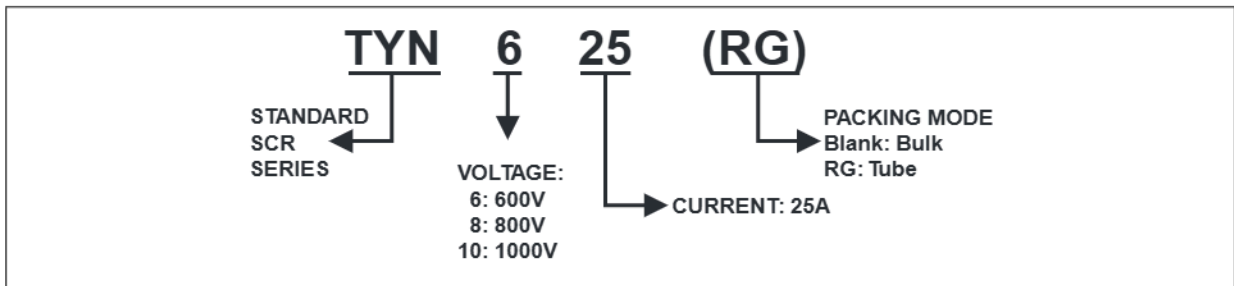 TYN 6 25 (RG)
STANDARD
SCR
SERIES
VOLTAGE:
6: 600V
8: 800V
10: 1000V
CURRENT: 25A
PACKING MODE
Blank: Bulk
RG: Tube